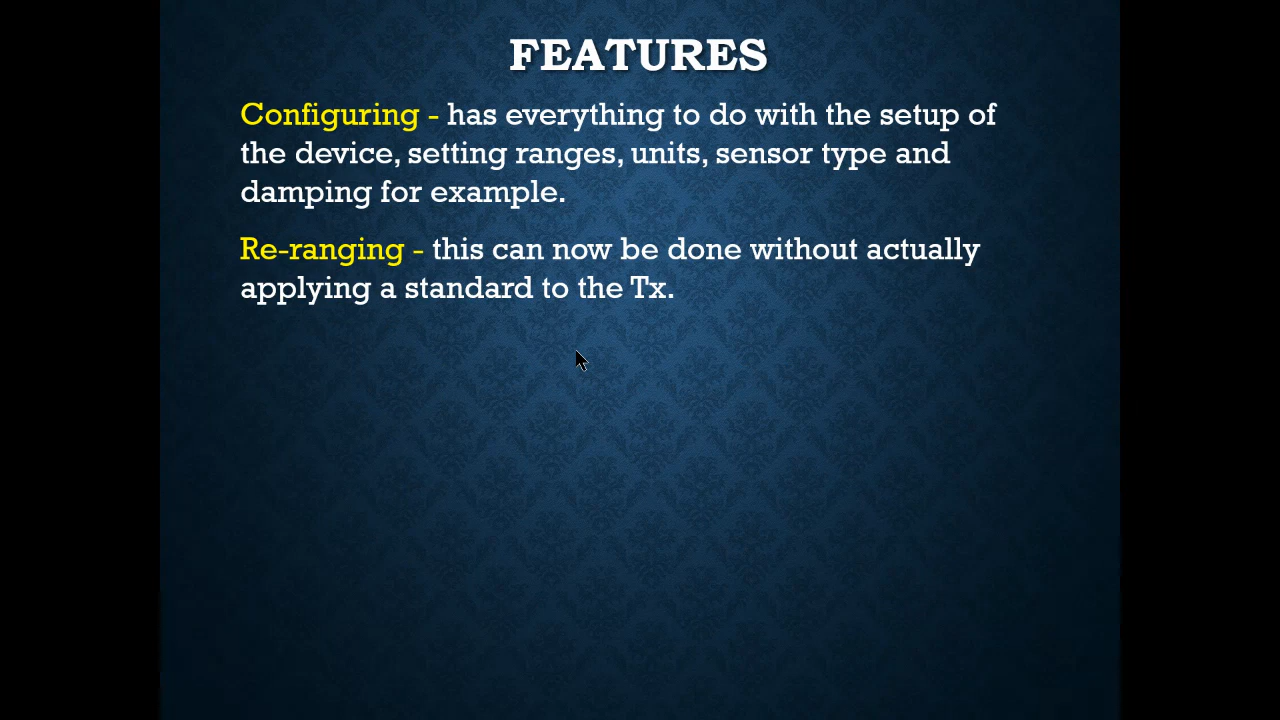 FEATURES
Configuring - has everything to do with the setup of
the device, setting ranges, units, sensor type and
damping for example.
Re-ranging - this can now be done without actually
applying a standard to the Tx.